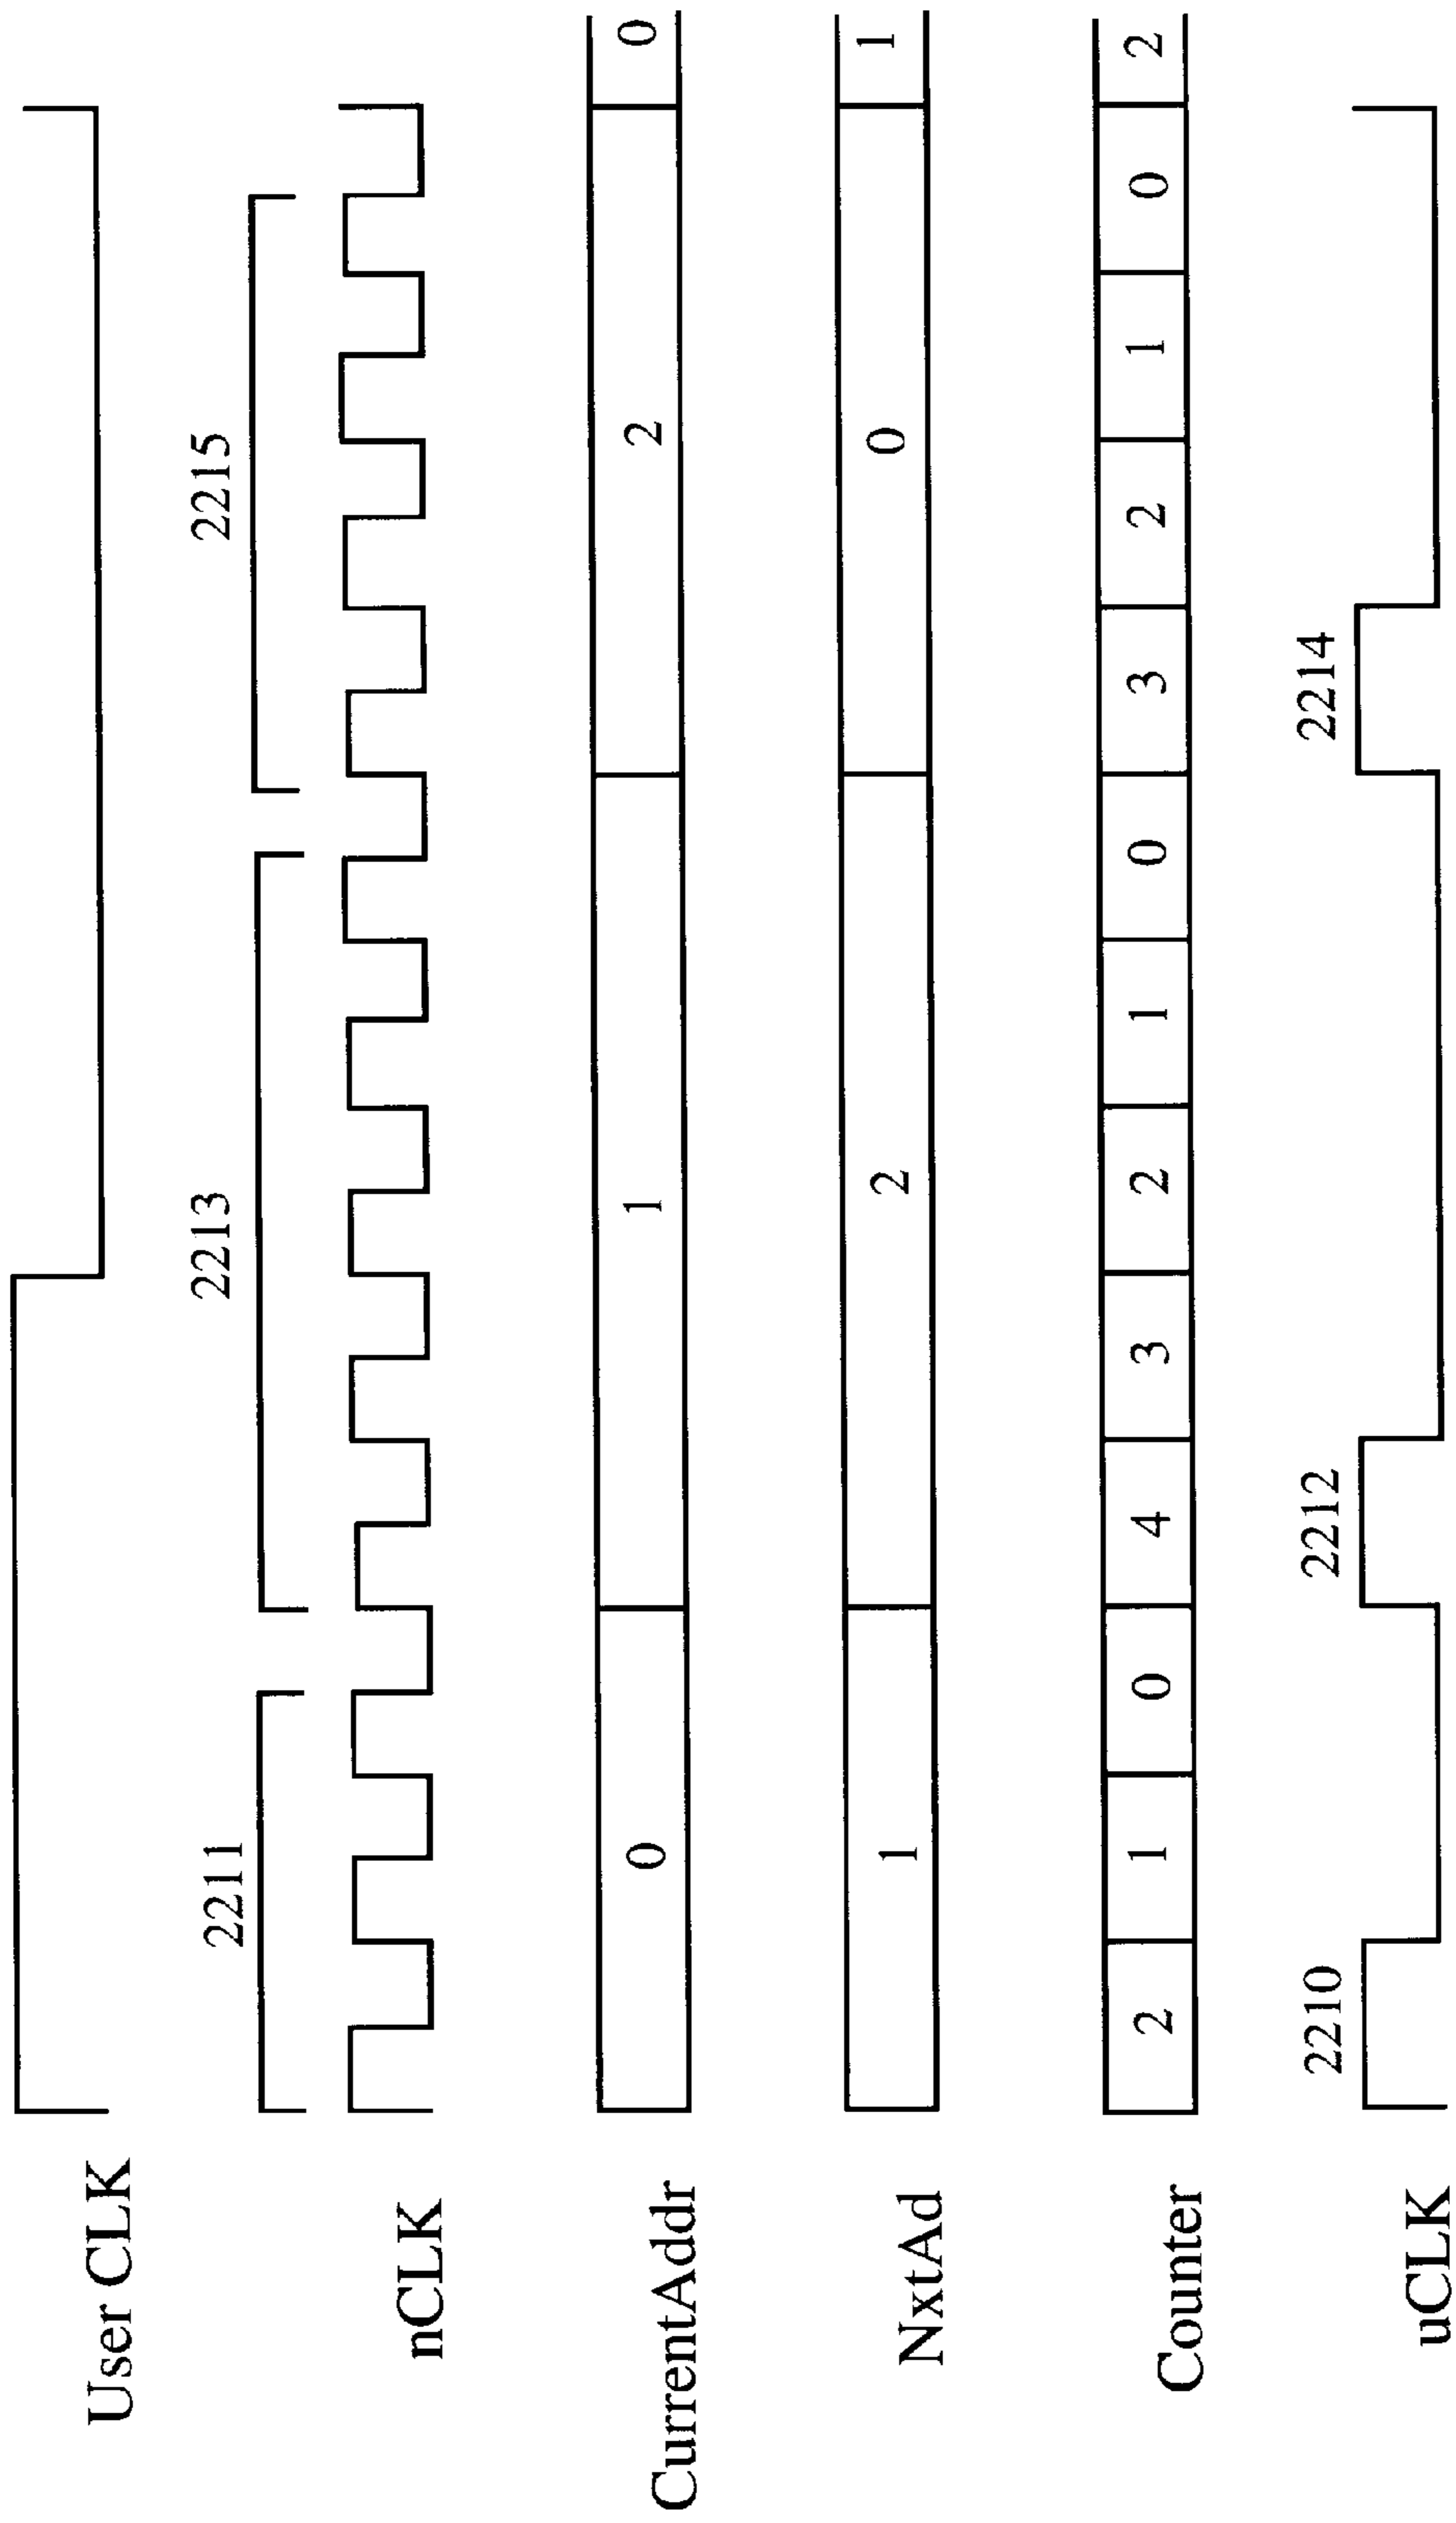 User CLK
2211 2213 2215
nCLK
CurrentAddr 0 1 2 0
NxtAd 1 2 0 1
Counter 2 1 0 4 3 2 1 0 3 2 1 0 2
2210 2212 2214
uCLK